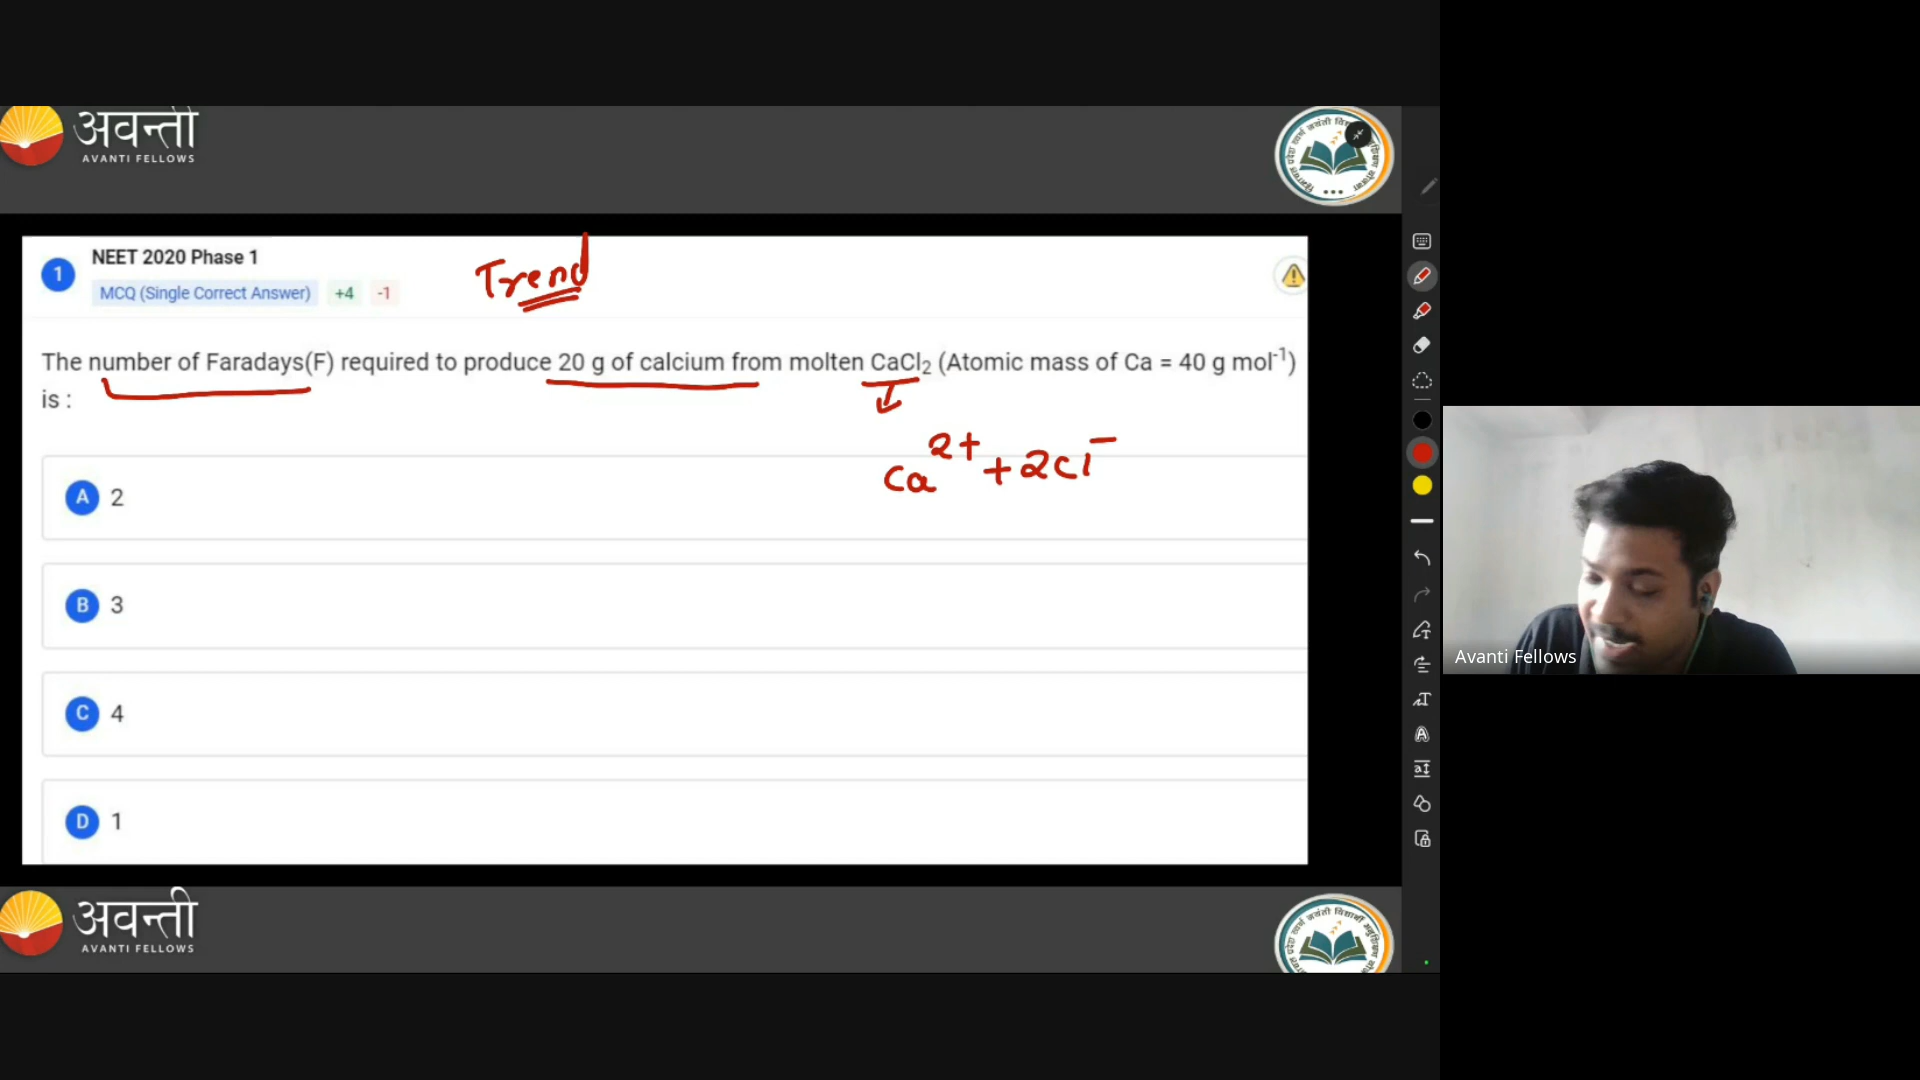 अवन्ती
AVANTI FELLOWS
1
NEET 2020 Phase 1
MCQ (Single Correct Answer) +4 -1
Trend
The number of Faradays(F) required to produce 20 g of calcium from molten CaCl₂ (Atomic mass of Ca = 40 g mol⁻¹)
is :
Ca²⁺ + 2Cl⁻
A 2
B 3
C 4
D 1
Avanti Fellows
अवन्ती
AVANTI FELLOWS